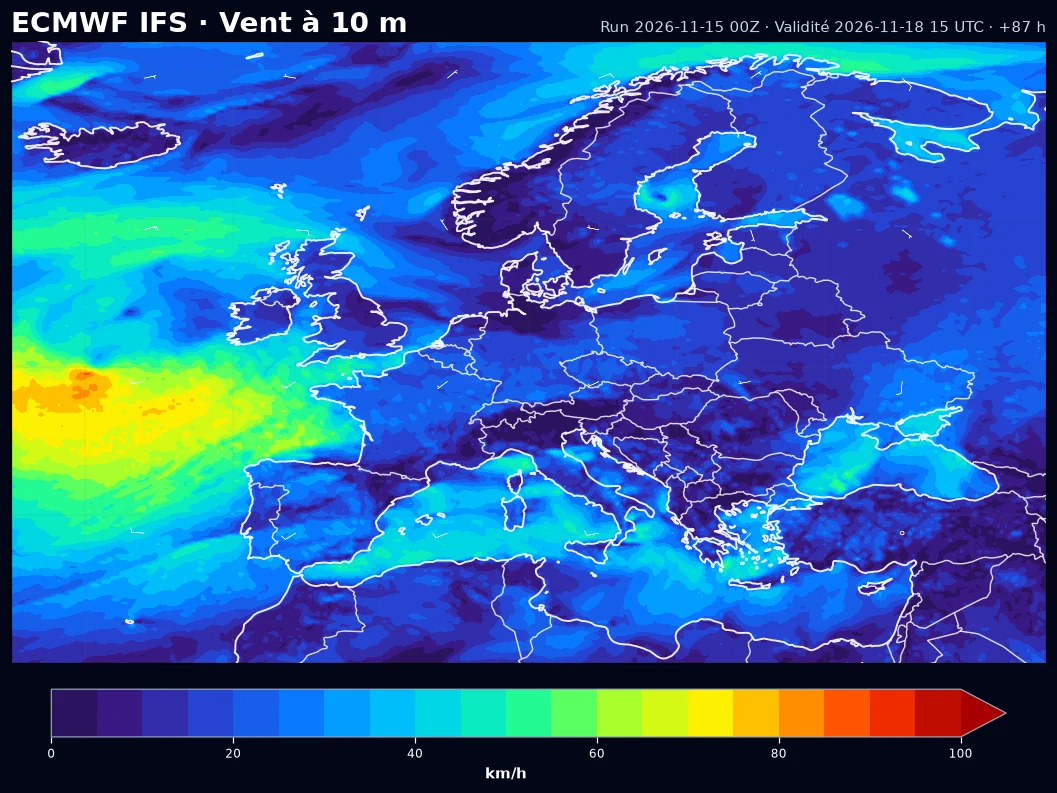 ECMWF IFS · Vent à 10 m
Run 2026-11-15 00Z · Validité 2026-11-18 15 UTC · +87 h
0 20 40 60 80 100
km/h